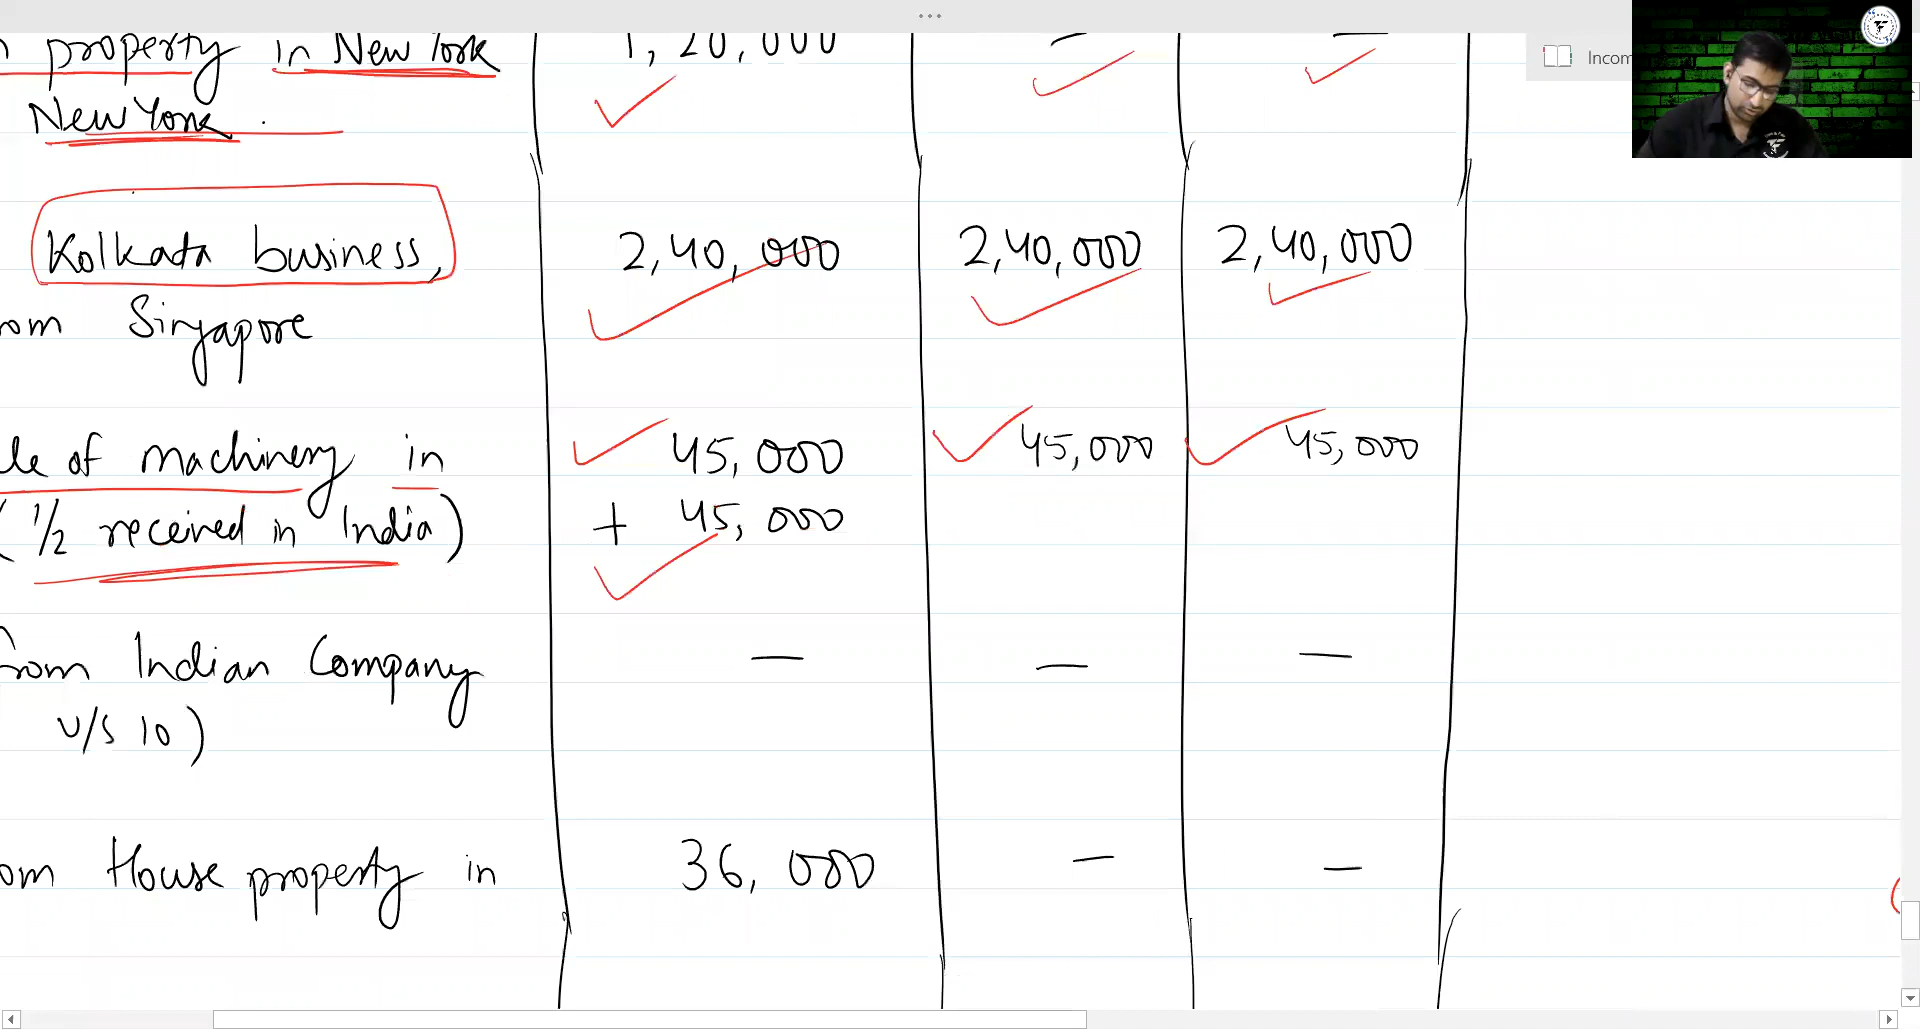 property in New York 1,20,000 — —
New York.
Kolkata business, 2,40,000 2,40,000 2,40,000
rom Singapore
le of machinery in 45,000 45,000 45,000
(1/2 received in India) + 45,000
from Indian Company — — —
u/s 10)
om House property in 36,000 — —
Incom